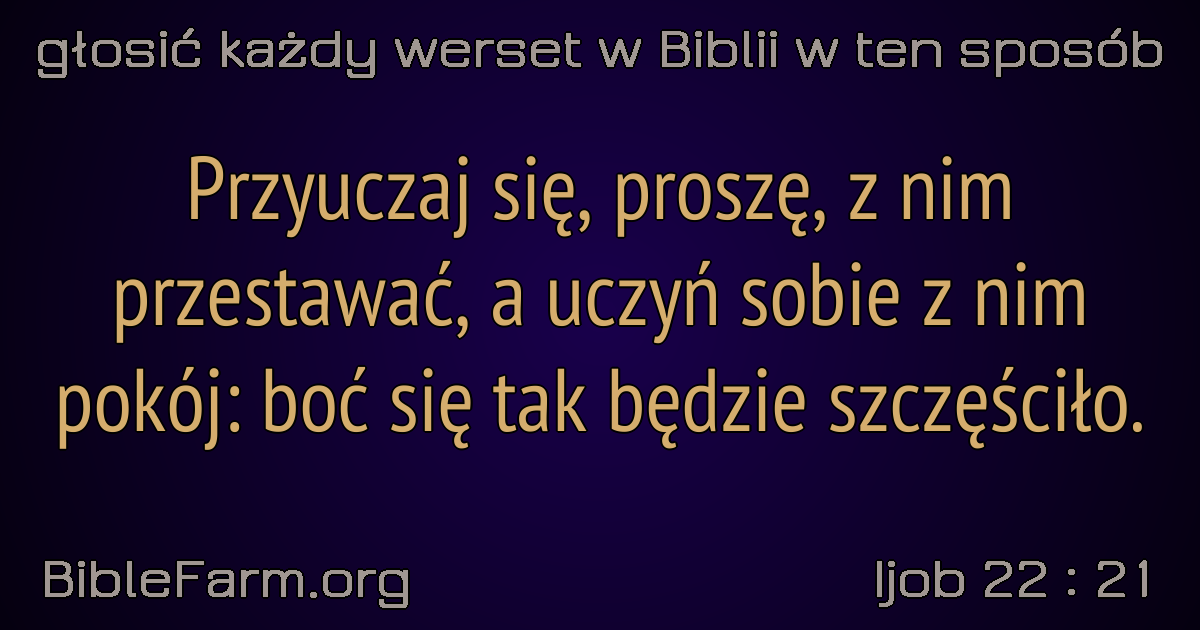 głosić każdy werset w Biblii w ten sposób
Przyuczaj się, proszę, z nim
przestawać, a uczyń sobie z nim
pokój: boć się tak będzie szczęściło.
BibleFarm.org
Ijob 22 : 21